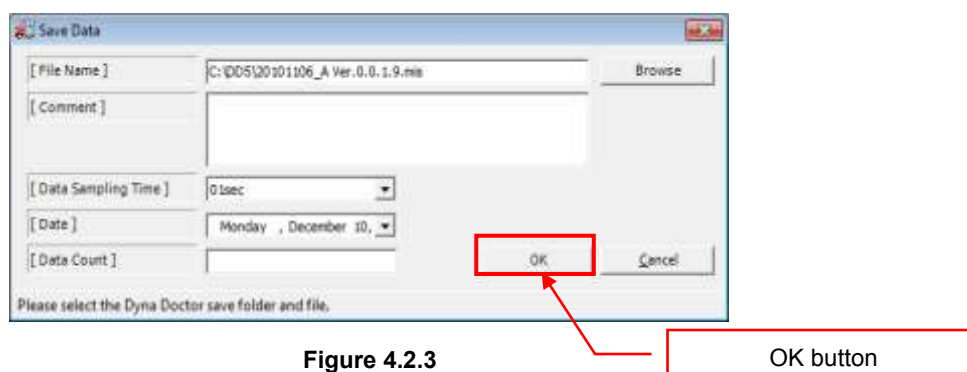 Save Data
[ File Name ] C:\DD5\20101106_A Ver.0.0.1.9.mis Browse
[ Comment ]
[ Data Sampling Time ] 01sec
[ Date ] Monday , December 10,
[ Data Count ] OK Cancel
Please select the Dyna Doctor save folder and file.
Figure 4.2.3 OK button